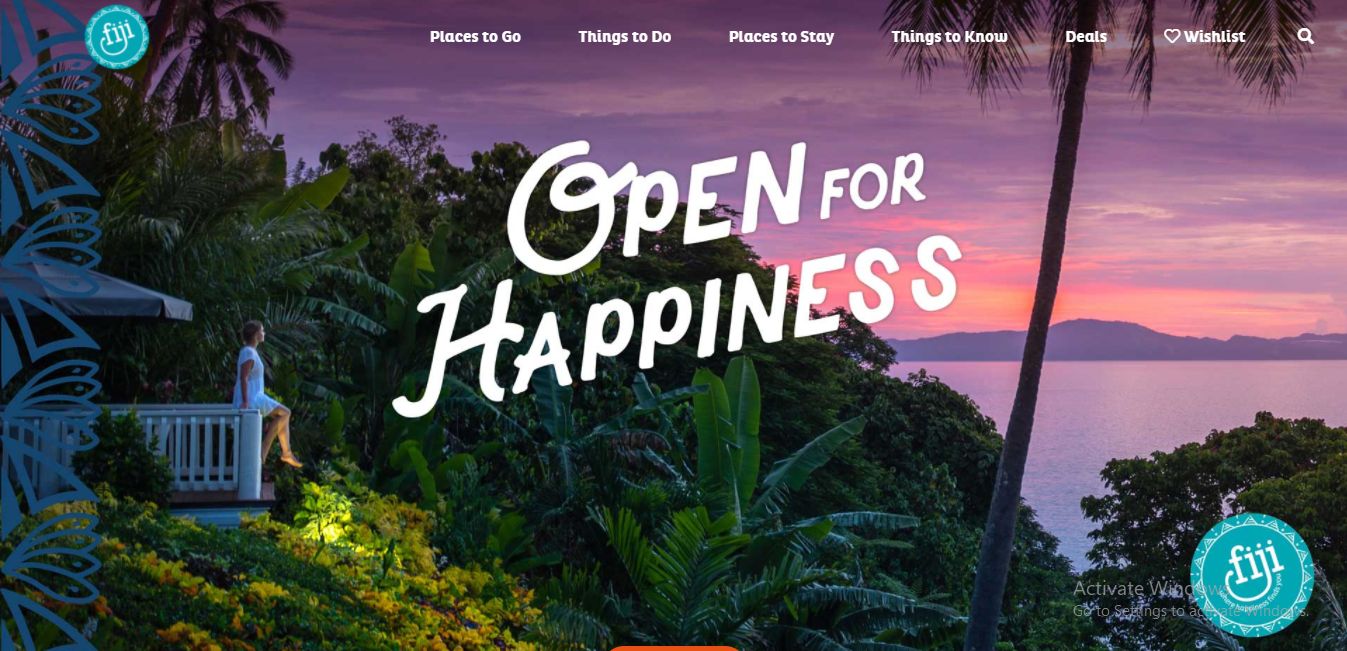 fiji
Places to Go
Things to Do
Places to Stay
Things to Know
Deals
Wishlist
OPEN FOR
HAPPINESS
fiji
where happiness finds you
Activate Windows
Go to Settings to activate Windows.